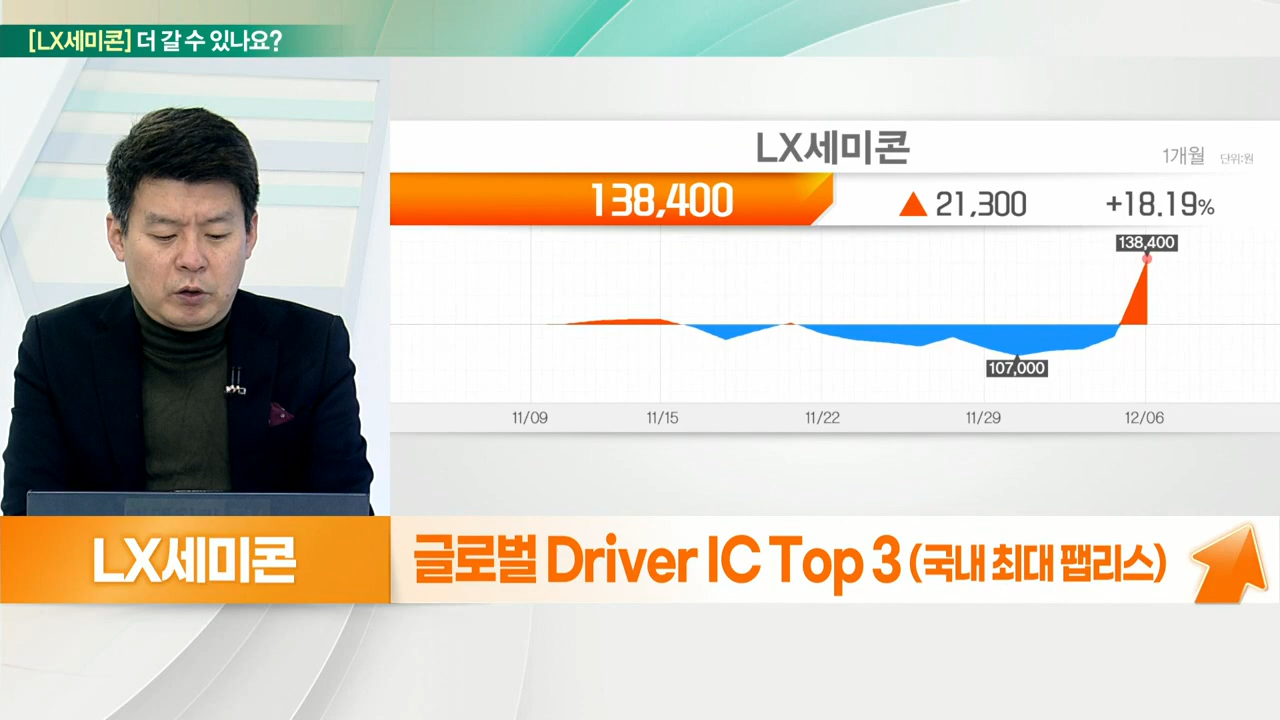 [LX세미콘] 더 갈 수 있나요?
LX세미콘
1개월 단위:원
138,400 ▲ 21,300 +18.19%
138,400
107,000
11/09 11/15 11/22 11/29 12/06
LX세미콘
글로벌 Driver IC Top 3 (국내 최대 팹리스)